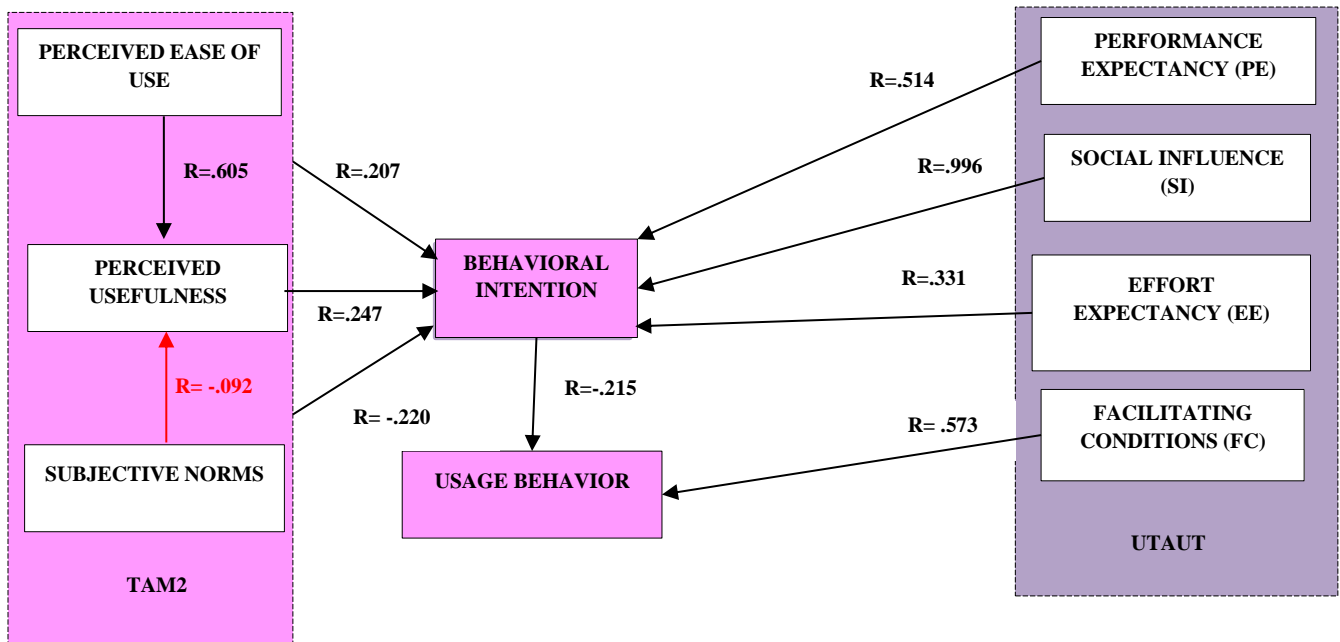 PERCEIVED EASE OF
USE
R=.605
R=.207
PERCEIVED
USEFULNESS
R=.247
R= -.092
R= -.220
SUBJECTIVE NORMS
TAM2
BEHAVIORAL
INTENTION
R=-.215
USAGE BEHAVIOR
R=.514
R=.996
R=.331
R= .573
PERFORMANCE
EXPECTANCY (PE)
SOCIAL INFLUENCE
(SI)
EFFORT
EXPECTANCY (EE)
FACILITATING
CONDITIONS (FC)
UTAUT